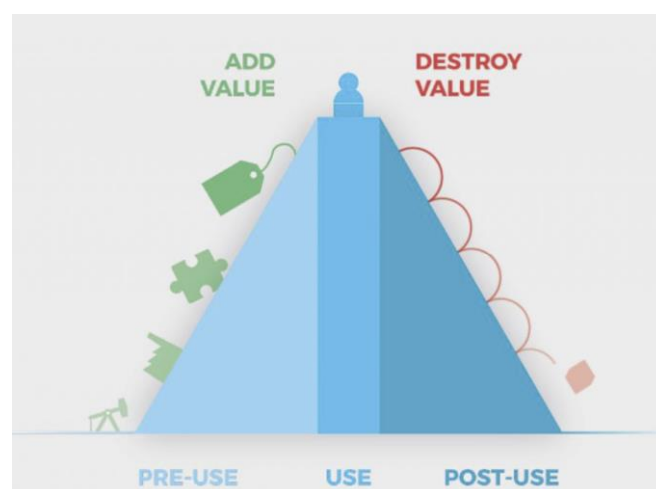 ADD
VALUE
DESTROY
VALUE
PRE-USE
USE
POST-USE